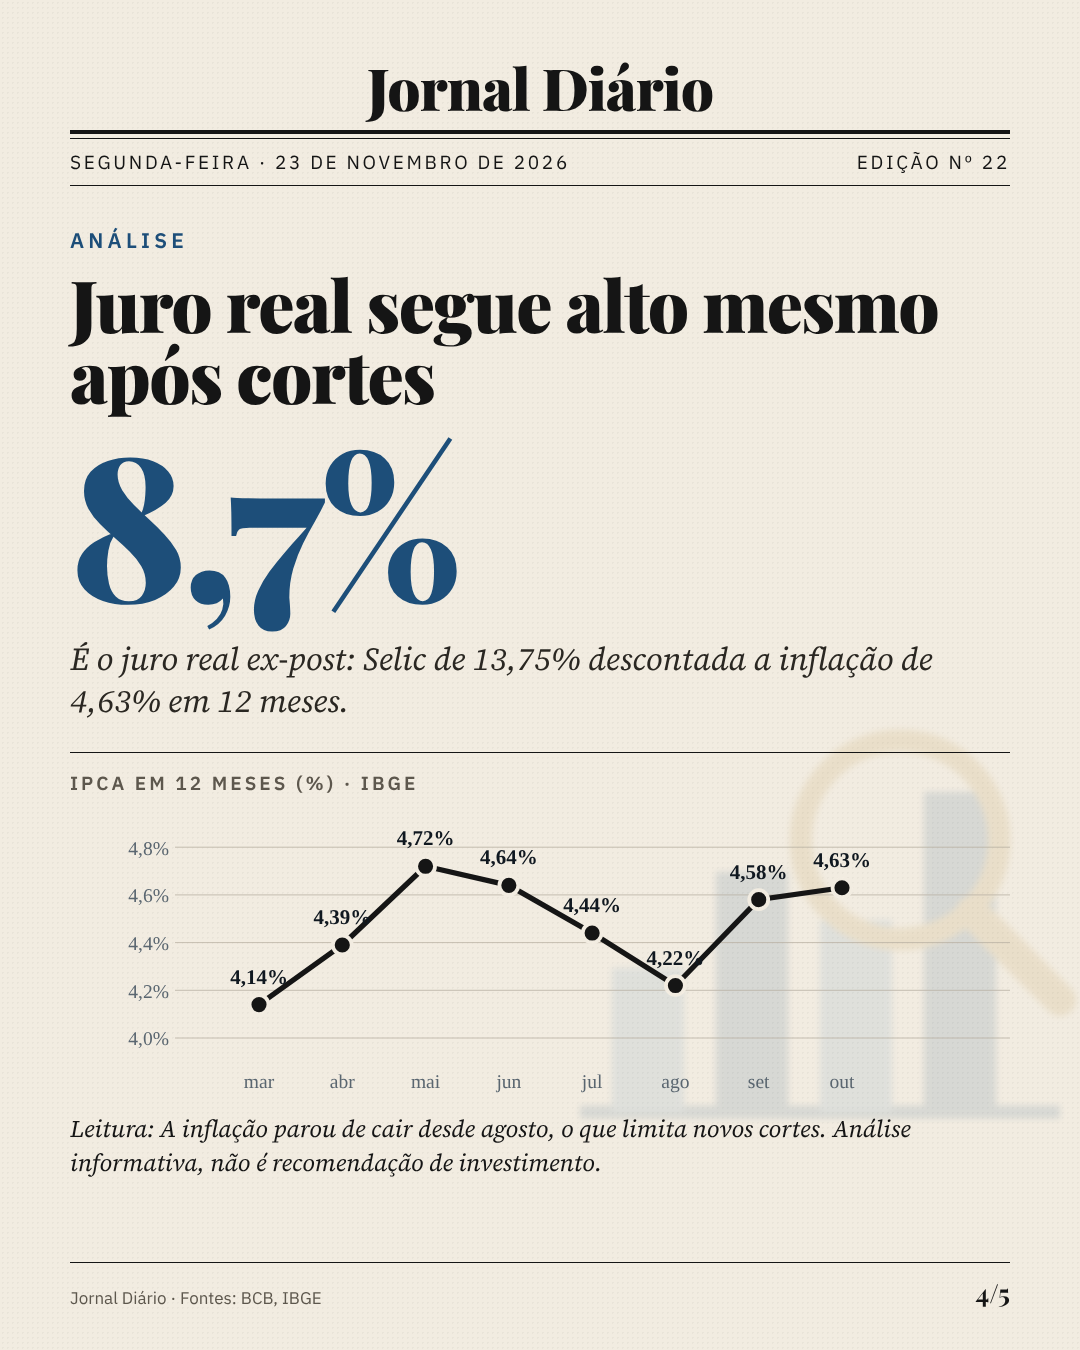 Jornal Diário
SEGUNDA-FEIRA · 23 DE NOVEMBRO DE 2026
EDIÇÃO Nº 22
ANÁLISE
Juro real segue alto mesmo
após cortes
8,7%
É o juro real ex-post: Selic de 13,75% descontada a inflação de
4,63% em 12 meses.
IPCA EM 12 MESES (%) · IBGE
4,8%
4,6%
4,4%
4,2%
4,0%
4,14%
4,39%
4,72%
4,64%
4,44%
4,22%
4,58%
4,63%
mar
abr
mai
jun
jul
ago
set
out
Leitura: A inflação parou de cair desde agosto, o que limita novos cortes. Análise
informativa, não é recomendação de investimento.
Jornal Diário · Fontes: BCB, IBGE
4/5